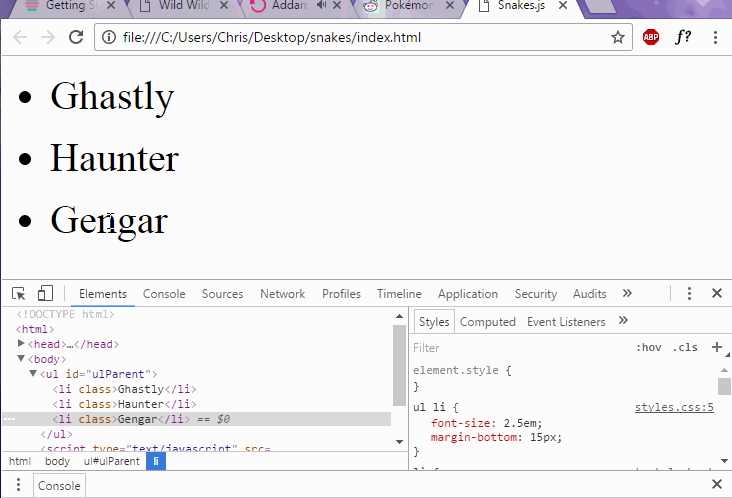 Getting S
Wild Wild
Addam
Pokémon
Snakes.js
file:///C:/Users/Chris/Desktop/snakes/index.html
ABP
f?
• Ghastly
• Haunter
• Gengar
Elements Console Sources Network Profiles Timeline Application Security Audits »
<!DOCTYPE html>
<html>
<head>…</head>
<body>
<ul id="ulParent">
<li class>Ghastly</li>
<li class>Haunter</li>
<li class>Gengar</li> == $0
</ul>
<script type="text/javascript" src=
html body ul#ulParent li
Styles Computed Event Listeners »
Filter :hov .cls +
element.style {
}
ul li { styles.css:5
font-size: 2.5em;
margin-bottom: 15px;
}
Console